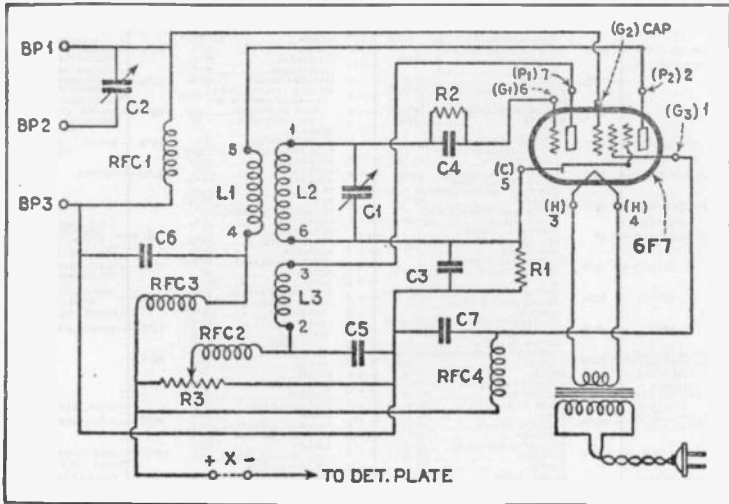 BP1
C2
BP2
RFC1
BP3
C6
RFC3
RFC2
R3
+ X -
TO DET. PLATE
5
L1
4
1
L2
6
3
L3
2
C1
R2
C4
C3
R1
C5
C7
RFC4
(G2) CAP
(P1) 7
(G1) 6
(P2) 2
(G3) 1
(C)
5
(H)
3
(H)
4
6F7